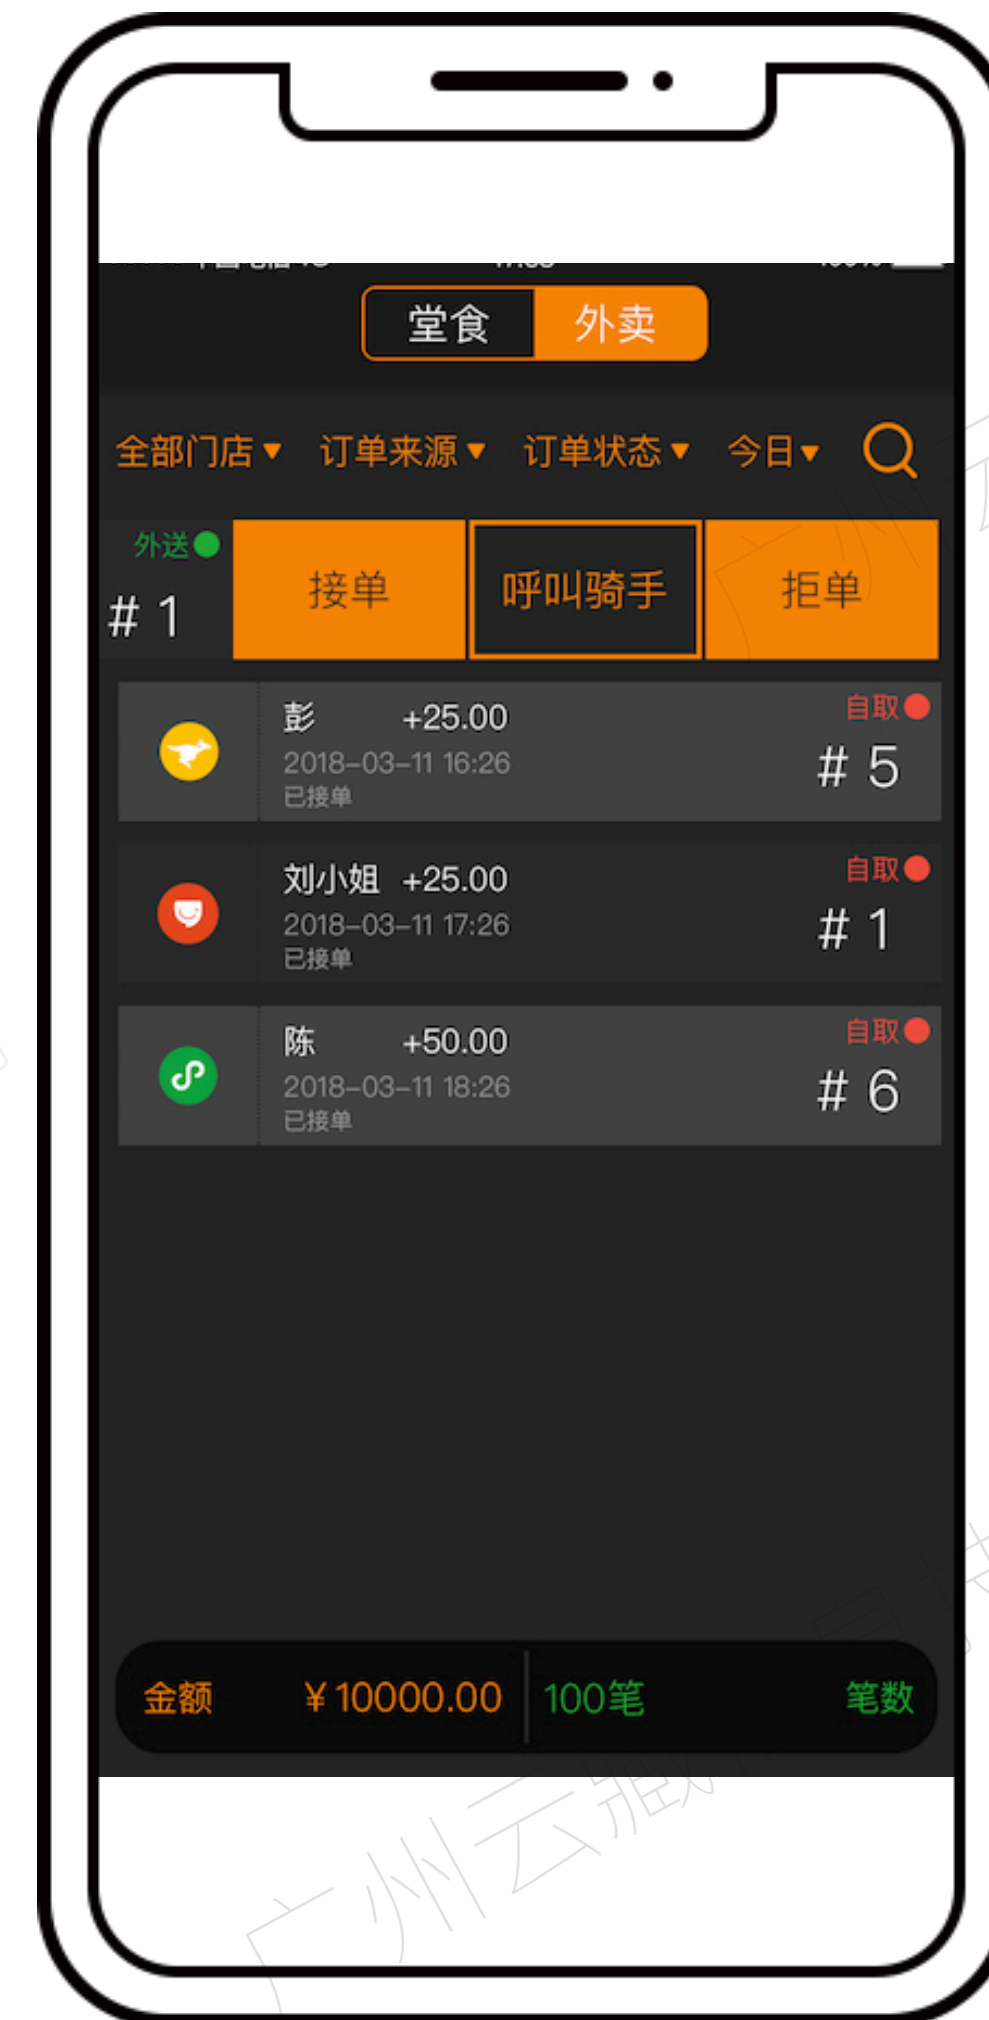 堂食 外卖
全部门店▼ 订单来源▼ 订单状态▼ 今日▼
外送
# 1
接单 呼叫骑手 拒单
彭 +25.00 自取
2018-03-11 16:26 # 5
已接单
刘小姐 +25.00 自取
2018-03-11 17:26 # 1
已接单
陈 +50.00 自取
2018-03-11 18:26 # 6
已接单
金额 ¥10000.00 100笔 笔数
广州云藏